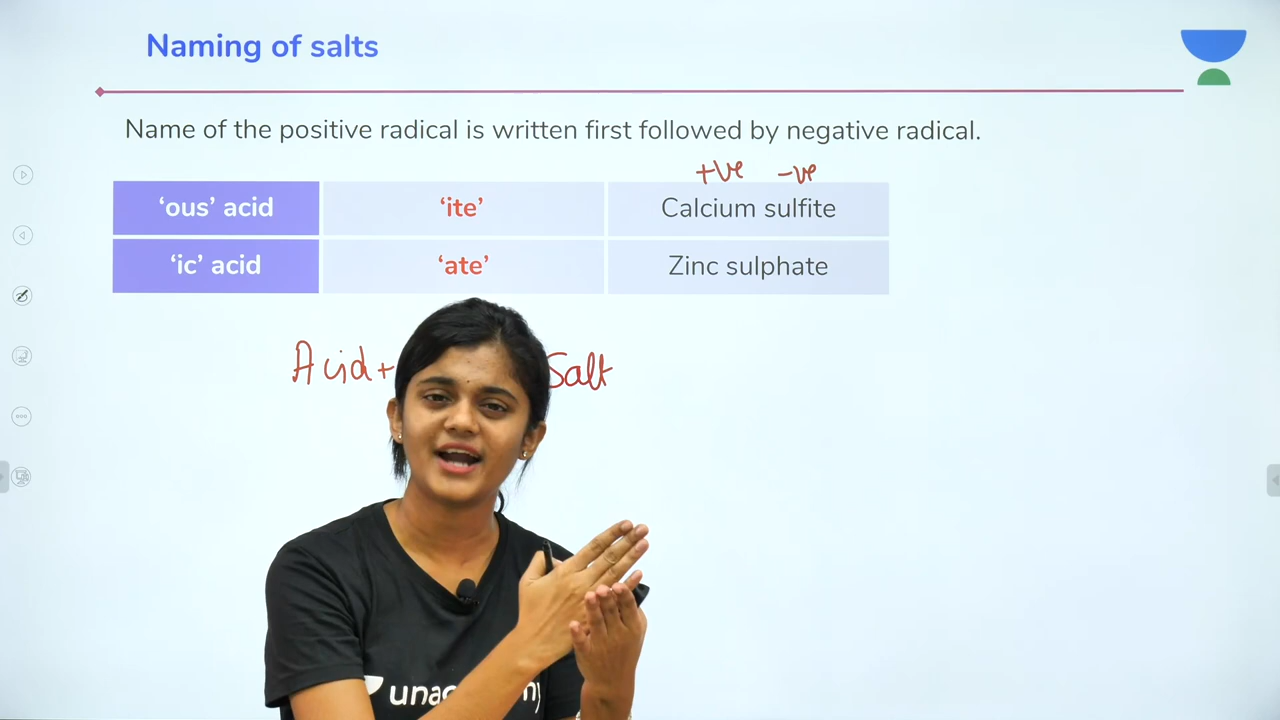 Naming of salts
Name of the positive radical is written first followed by negative radical.
+ve -ve
'ous' acid 'ite' Calcium sulfite
'ic' acid 'ate' Zinc sulphate
Acid+ Salt